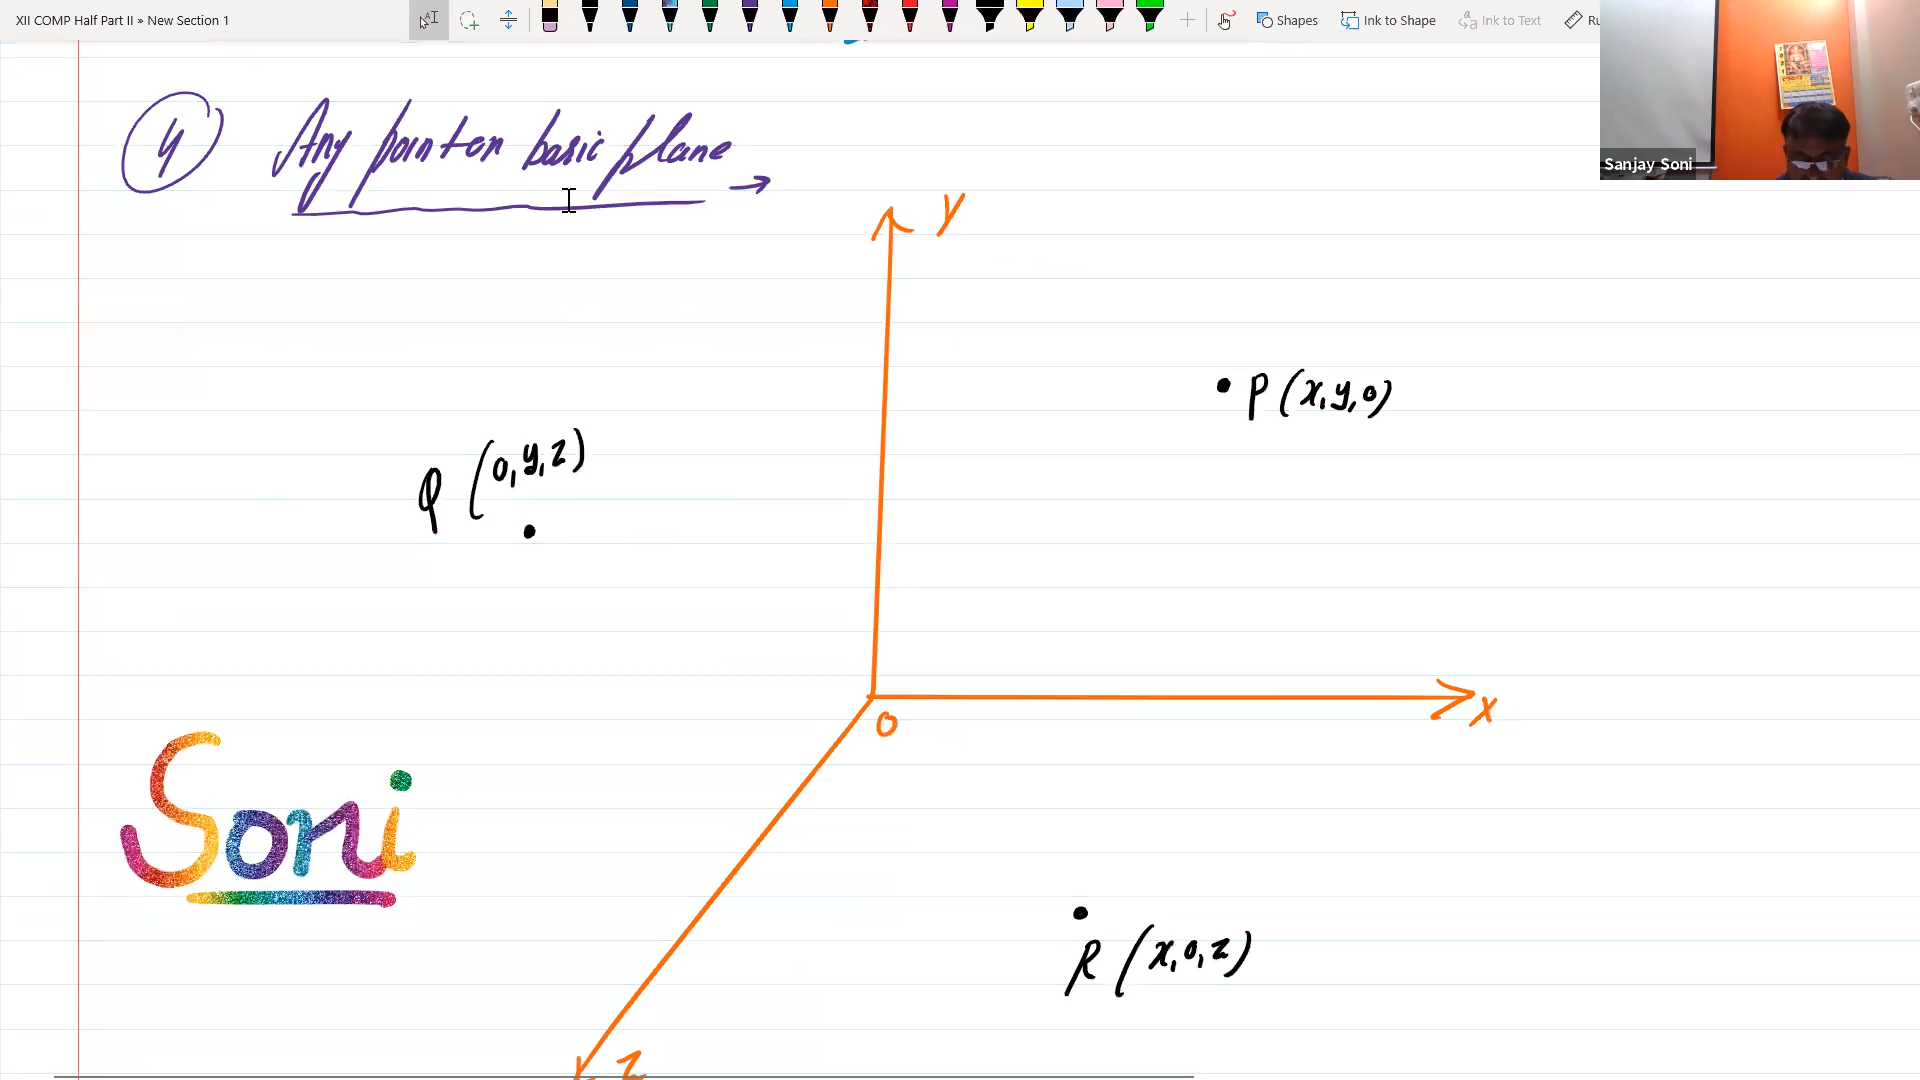 XII COMP Half Part II » New Section 1
Shapes
Ink to Shape
Ink to Text
Sanjay Soni
4 Any point on basic plane →
y
P (x,y,0)
Q (0,y,z)
x
0
Soni
R (x,0,z)
z